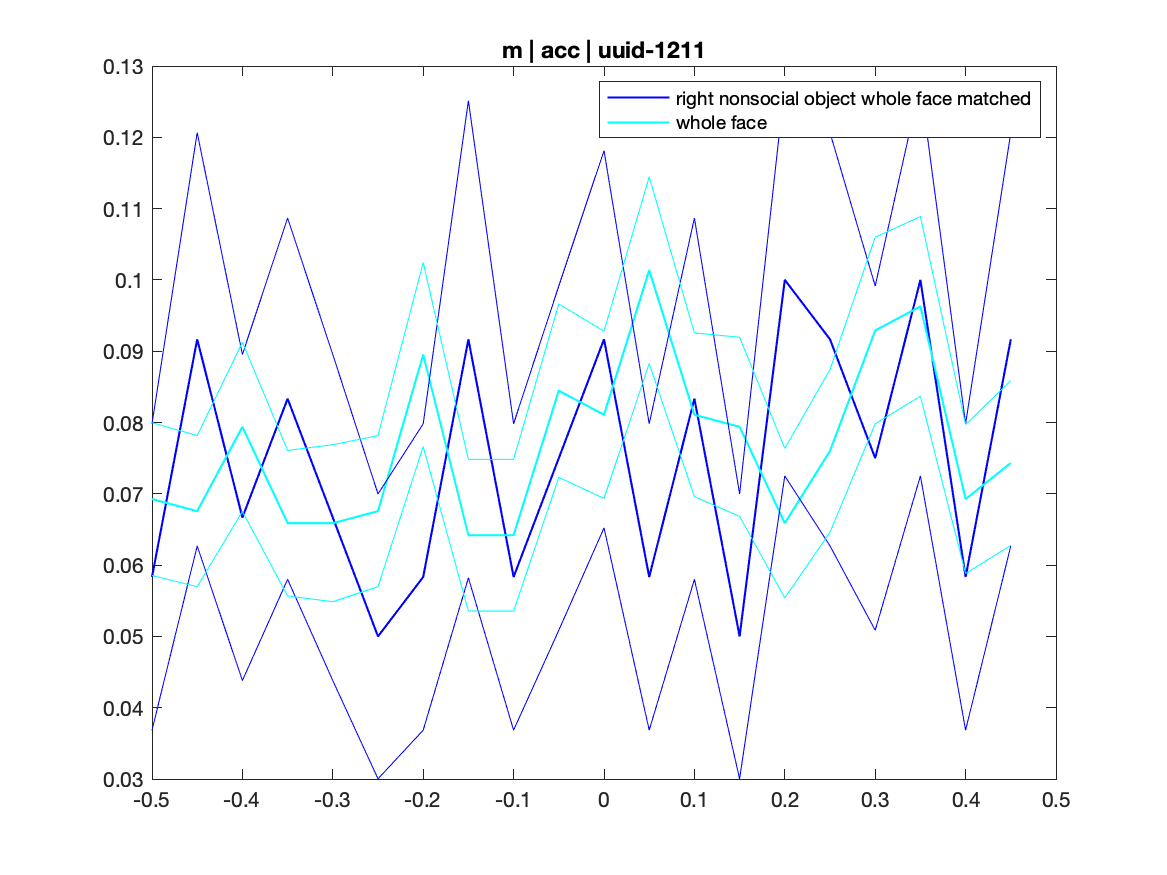 m | acc | uuid-1211
right nonsocial object whole face matched
whole face
0.13
0.12
0.11
0.1
0.09
0.08
0.07
0.06
0.05
0.04
0.03
-0.5 -0.4 -0.3 -0.2 -0.1 0 0.1 0.2 0.3 0.4 0.5